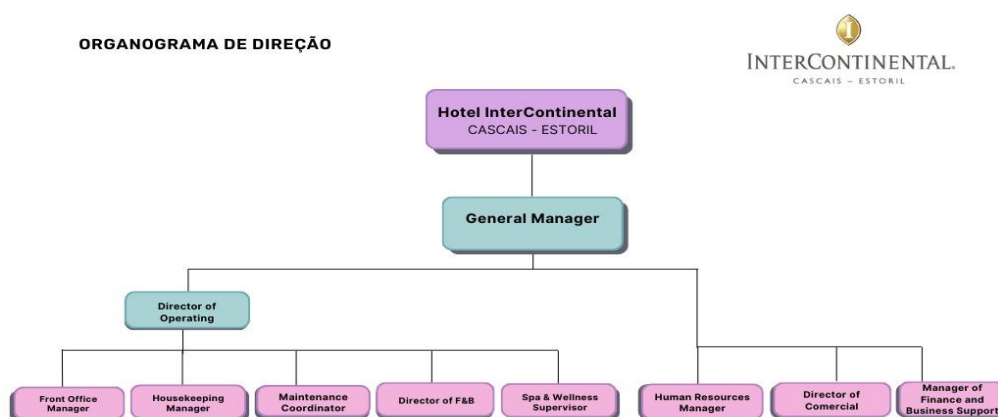 ORGANOGRAMA DE DIREÇÃO
INTERCONTINENTAL.
CASCAIS – ESTORIL
Hotel InterContinental
CASCAIS - ESTORIL
General Manager
Director of
Operating
Front Office
Manager
Housekeeping
Manager
Maintenance
Coordinator
Director of F&B
Spa & Wellness
Supervisor
Human Resources
Manager
Director of
Comercial
Manager of
Finance and
Business Support